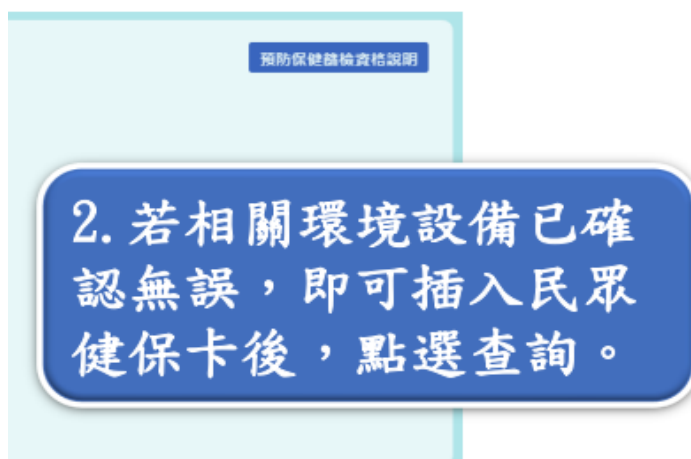 預防保健篩檢資格說明
2.若相關環境設備已確
認無誤，即可插入民眾
健保卡後，點選查詢。